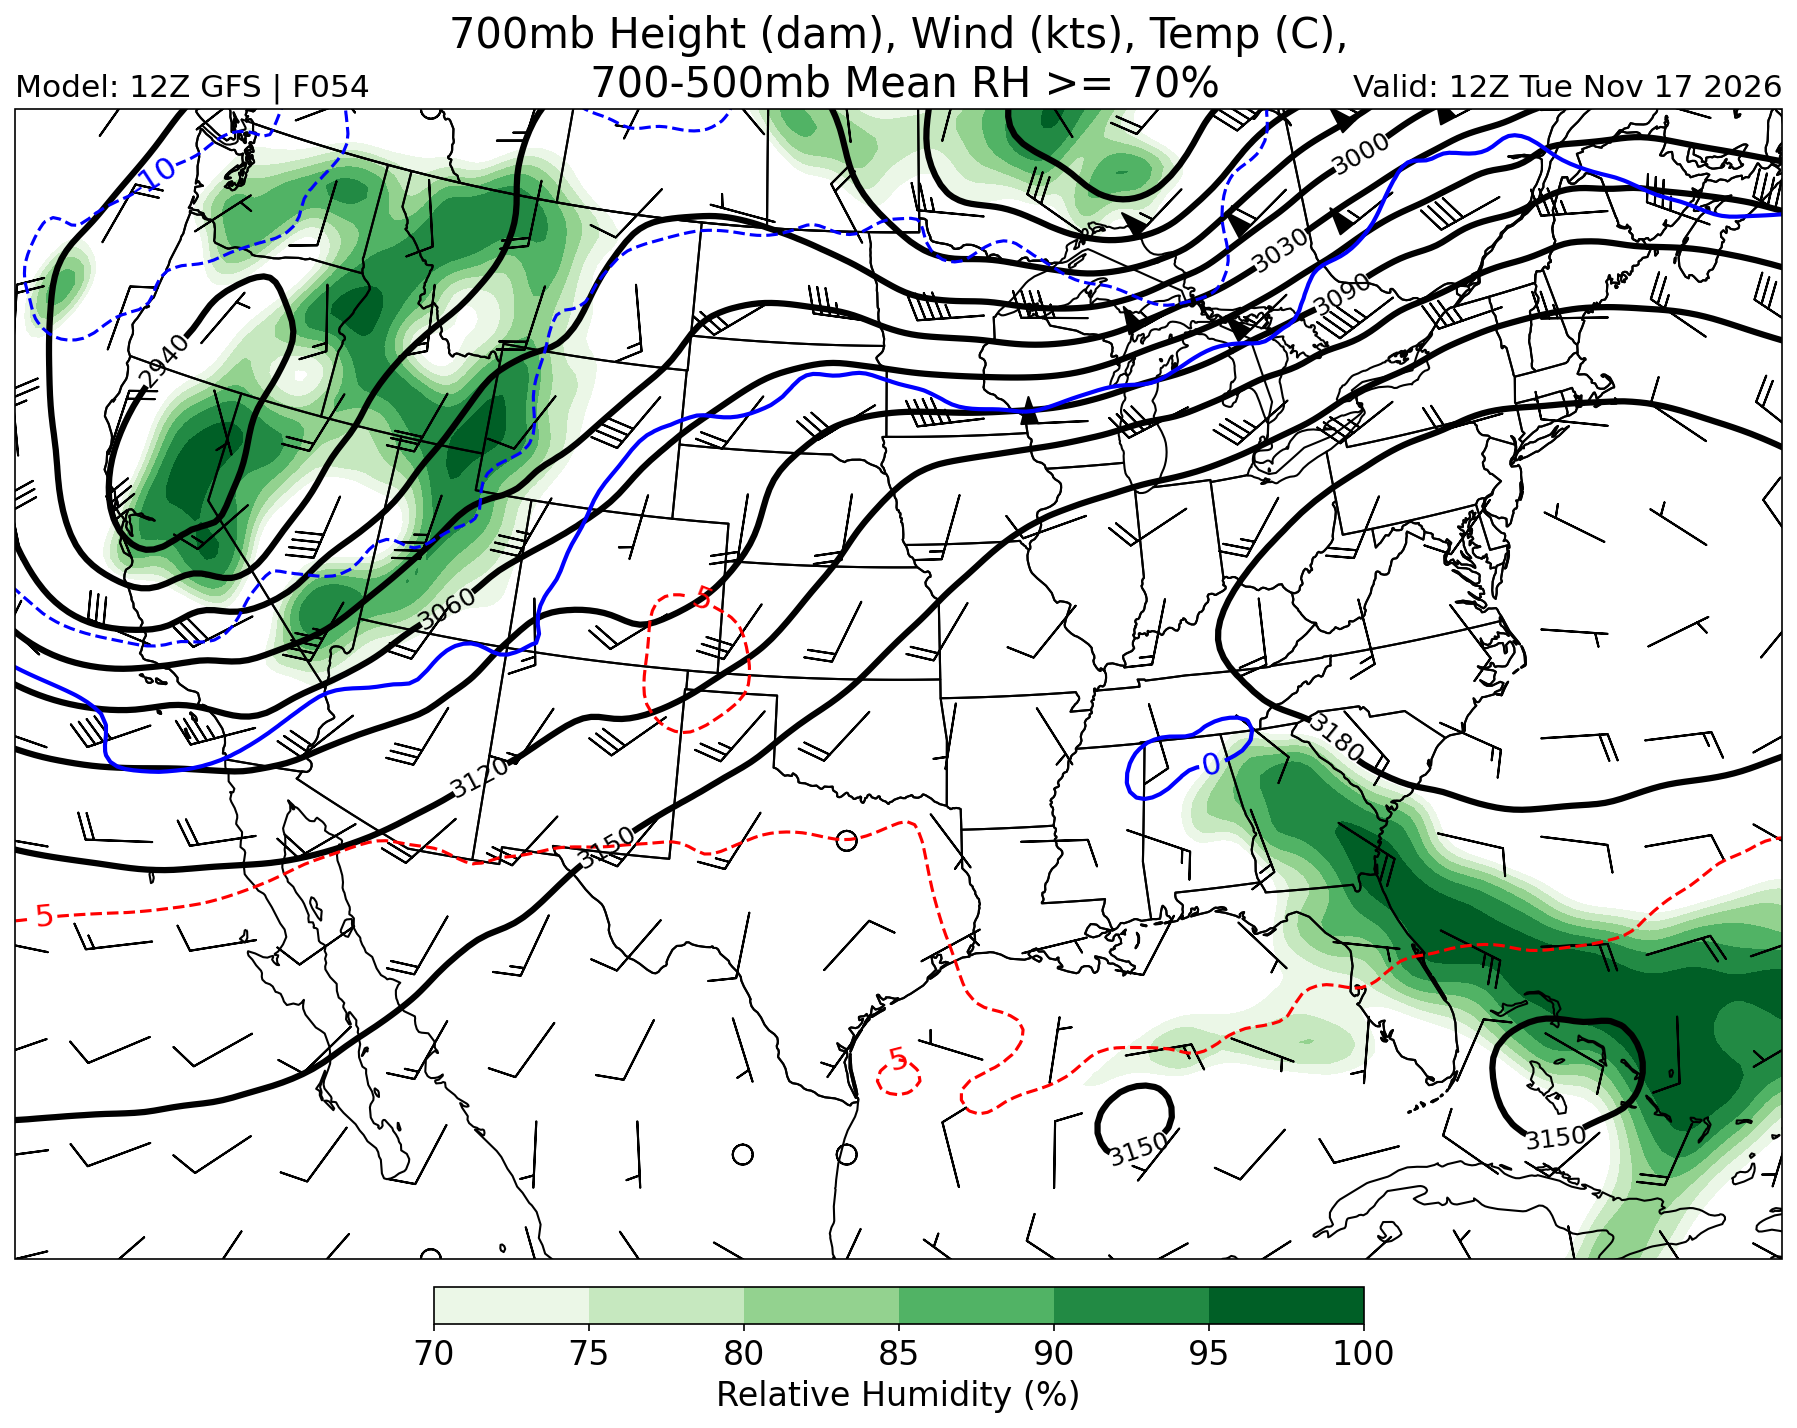 700mb Height (dam), Wind (kts), Temp (C),
700-500mb Mean RH >= 70%
Model: 12Z GFS | F054
Valid: 12Z Tue Nov 17 2026
3000
-10
3030
3090
2940
5
3060
3180
0
3120
3150
5
5
3150
3150
70 75 80 85 90 95 100
Relative Humidity (%)